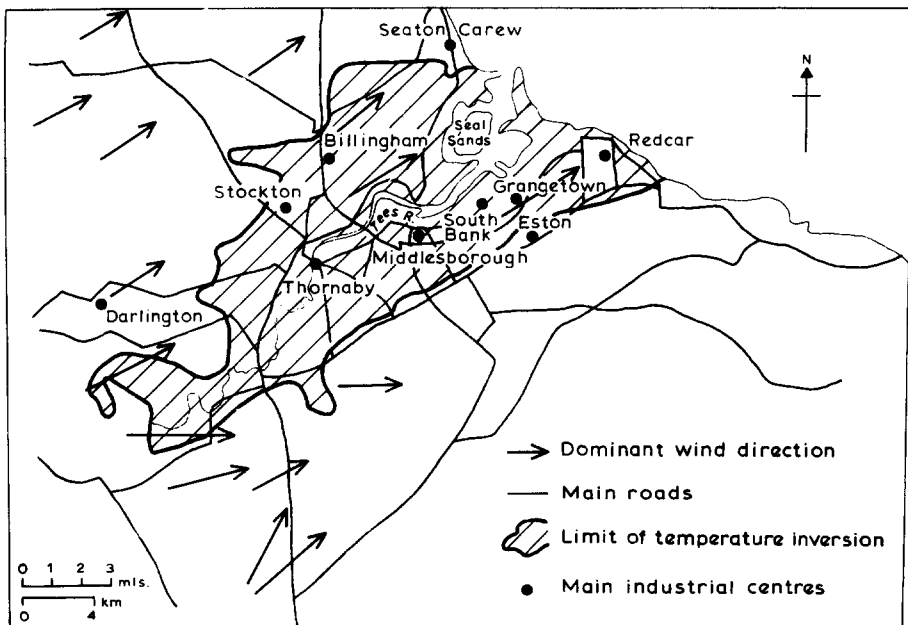 Seaton Carew
N
Seal
Sands
Redcar
Billingham
Grangetown
Stockton
Tees R.
South
Bank
Eston
Middlesborough
Thornaby
Darlington
Dominant wind direction
Main roads
Limit of temperature inversion
Main industrial centres
0 1 2 3
mls.
km
0 4